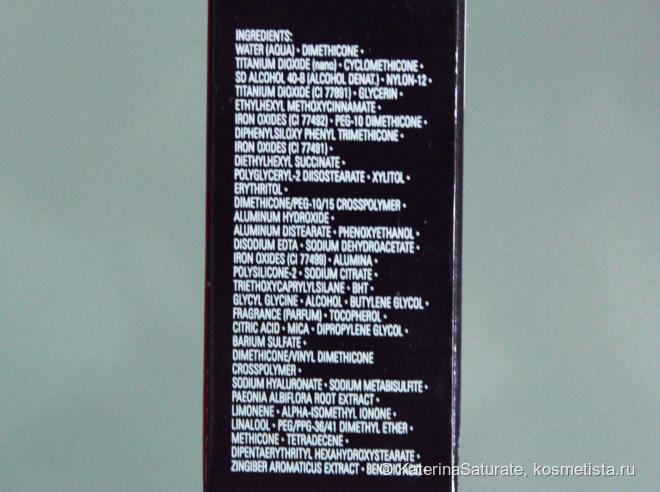 INGREDIENTS:
WATER (AQUA) • DIMETHICONE •
TITANIUM DIOXIDE (nano) • CYCLOMETHICONE •
SD ALCOHOL 40-B (ALCOHOL DENAT.) • NYLON-12 •
TITANIUM DIOXIDE (CI 77891) • GLYCERIN •
ETHYLHEXYL METHOXYCINNAMATE •
IRON OXIDES (CI 77492) • PEG-10 DIMETHICONE •
DIPHENYLSILOXY PHENYL TRIMETHICONE •
IRON OXIDES (CI 77491) •
DIETHYLHEXYL SUCCINATE •
POLYGLYCERYL-2 DIISOSTEARATE • XYLITOL •
ERYTHRITOL •
DIMETHICONE/PEG-10/15 CROSSPOLYMER •
ALUMINUM HYDROXIDE •
ALUMINUM DISTEARATE • PHENOXYETHANOL •
DISODIUM EDTA • SODIUM DEHYDROACETATE •
IRON OXIDES (CI 77499) • ALUMINA •
POLYSILICONE-2 • SODIUM CITRATE •
TRIETHOXYCAPRYLYLSILANE • BHT •
GLYCYL GLYCINE • ALCOHOL • BUTYLENE GLYCOL •
FRAGRANCE (PARFUM) • TOCOPHEROL •
CITRIC ACID • MICA • DIPROPYLENE GLYCOL •
BARIUM SULFATE •
DIMETHICONE/VINYL DIMETHICONE
CROSSPOLYMER •
SODIUM HYALURONATE • SODIUM METABISULFITE •
PAEONIA ALBIFLORA ROOT EXTRACT •
LIMONENE • ALPHA-ISOMETHYL IONONE •
LINALOOL • PEG/PPG-36/41 DIMETHYL ETHER •
METHICONE • TETRADECENE •
DIPENTAERYTHRITYL HEXAHYDROXYSTEARATE •
ZINGIBER AROMATICUS EXTRACT •
© KaterinaSaturate, kosmetista.ru